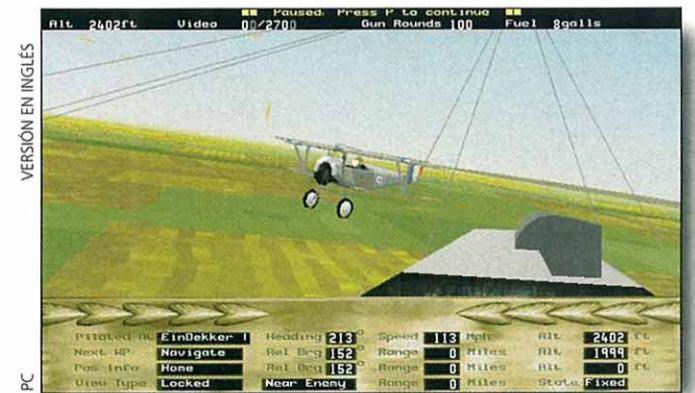 Paused. Press P to continue
Alt 2402ft Video 00/2700 Gun Rounds 100 Fuel 8galls
VERSIÓN EN INGLÉS
PC
Piloted AC EinDekker I Heading 213° Speed 113 Mph Alt 2402 ft
Next WP Navigate Rel Brg 152° Range 0 Miles Alt 1999 ft
Pos Info Home Rel Brg 152° Range 0 Miles Alt 0 ft
View Type Locked Near Enemy Range 0 Miles State Fixed